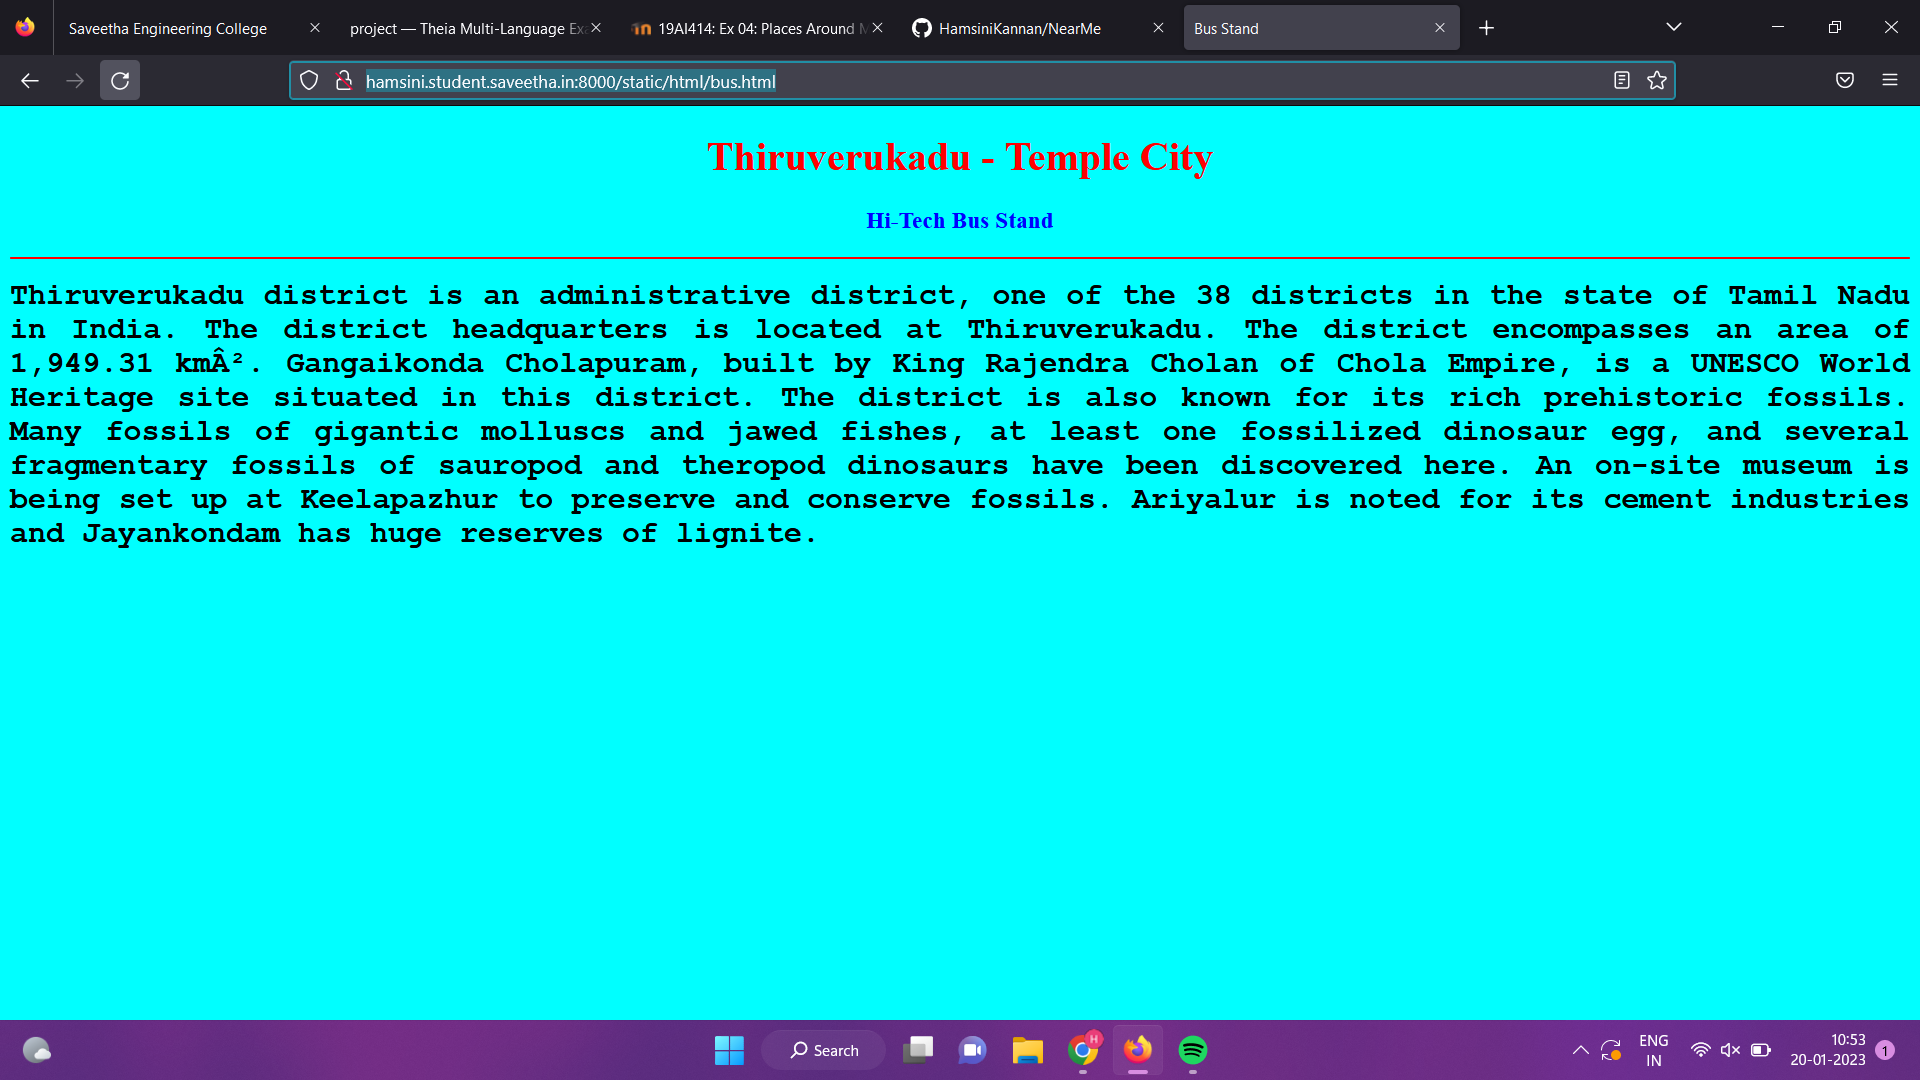 Saveetha Engineering College
project — Theia Multi-Language Exa
19AI414: Ex 04: Places Around M
HamsiniKannan/NearMe
Bus Stand
hamsini.student.saveetha.in:8000/static/html/bus.html
Thiruverukadu - Temple City
Hi-Tech Bus Stand
Thiruverukadu district is an administrative district, one of the 38 districts in the state of Tamil Nadu
in India. The district headquarters is located at Thiruverukadu. The district encompasses an area of
1,949.31 kmÂ². Gangaikonda Cholapuram, built by King Rajendra Cholan of Chola Empire, is a UNESCO World
Heritage site situated in this district. The district is also known for its rich prehistoric fossils.
Many fossils of gigantic molluscs and jawed fishes, at least one fossilized dinosaur egg, and several
fragmentary fossils of sauropod and theropod dinosaurs have been discovered here. An on-site museum is
being set up at Keelapazhur to preserve and conserve fossils. Ariyalur is noted for its cement industries
and Jayankondam has huge reserves of lignite.
Search
H
ENG
IN
10:53
20-01-2023
1